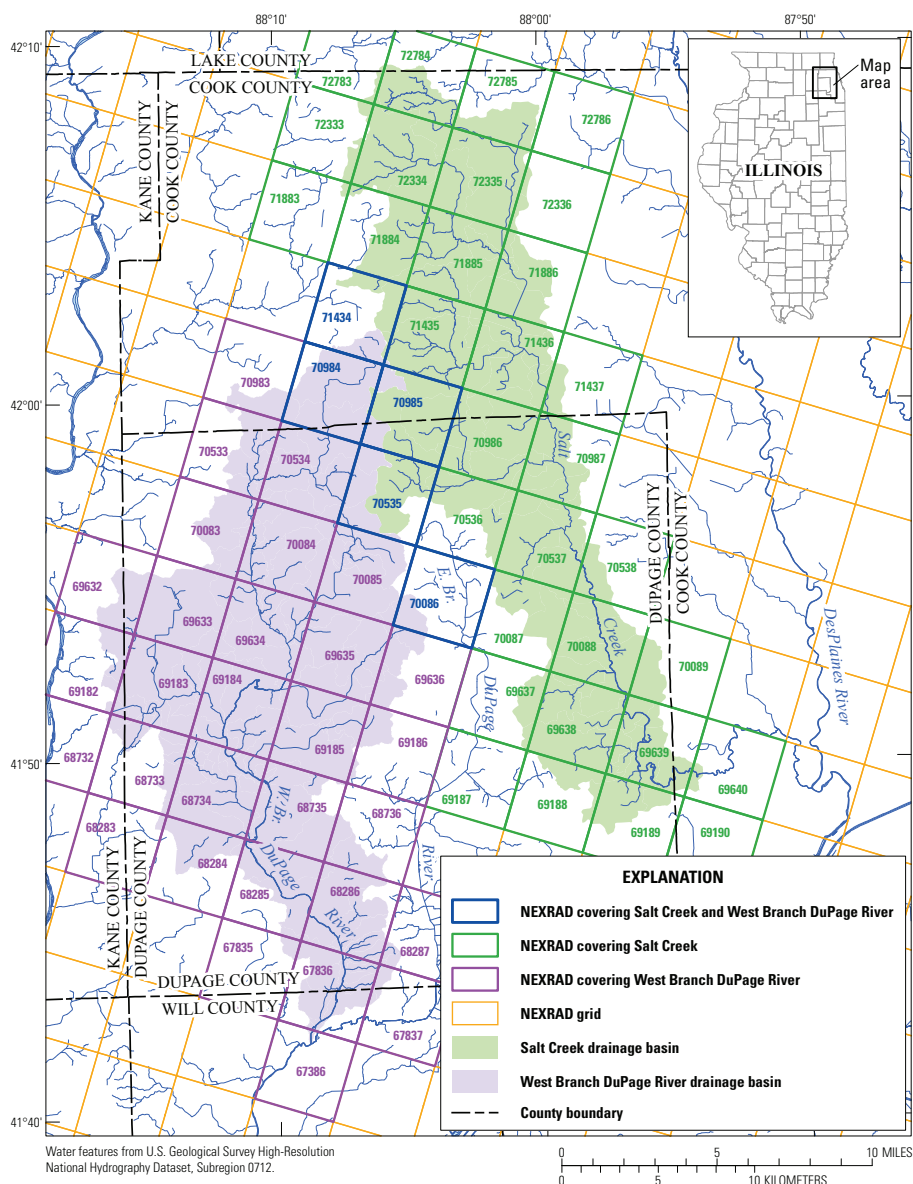 88°10' 88°00' 87°50'
42°10'
42°00'
41°50'
41°40'
LAKE COUNTY
COOK COUNTY
KANE COUNTY
COOK COUNTY
Map
area
ILLINOIS
72784
72783
72785
72333
72786
72334
72335
71883
72336
71884
71885
71886
71434
71435
71436
70984
70983
71437
70985
70986
Salt
70533
70534
70987
70535
70536
70083
70084
70537
70538
DUPAGE COUNTY
COOK COUNTY
70085
E. Br.
69632
70086
69633
69634
70087
Creek
70088
69635
70089
DesPlaines River
69636
69182
69183
69184
69637
DuPage
69638
69185
69186
69639
68732
68733
69640
68734
W. Br.
68735
69187
69188
68736
68283
69189
69190
KANE COUNTY
DUPAGE COUNTY
68284
DuPage
River
68285
68286
River
67835
68287
67836
DUPAGE COUNTY
WILL COUNTY
67837
67386
EXPLANATION
NEXRAD covering Salt Creek and West Branch DuPage River
NEXRAD covering Salt Creek
NEXRAD covering West Branch DuPage River
NEXRAD grid
Salt Creek drainage basin
West Branch DuPage River drainage basin
County boundary
Water features from U.S. Geological Survey High-Resolution
National Hydrography Dataset, Subregion 0712.
0 5 10 MILES
0 5 10 KILOMETERS